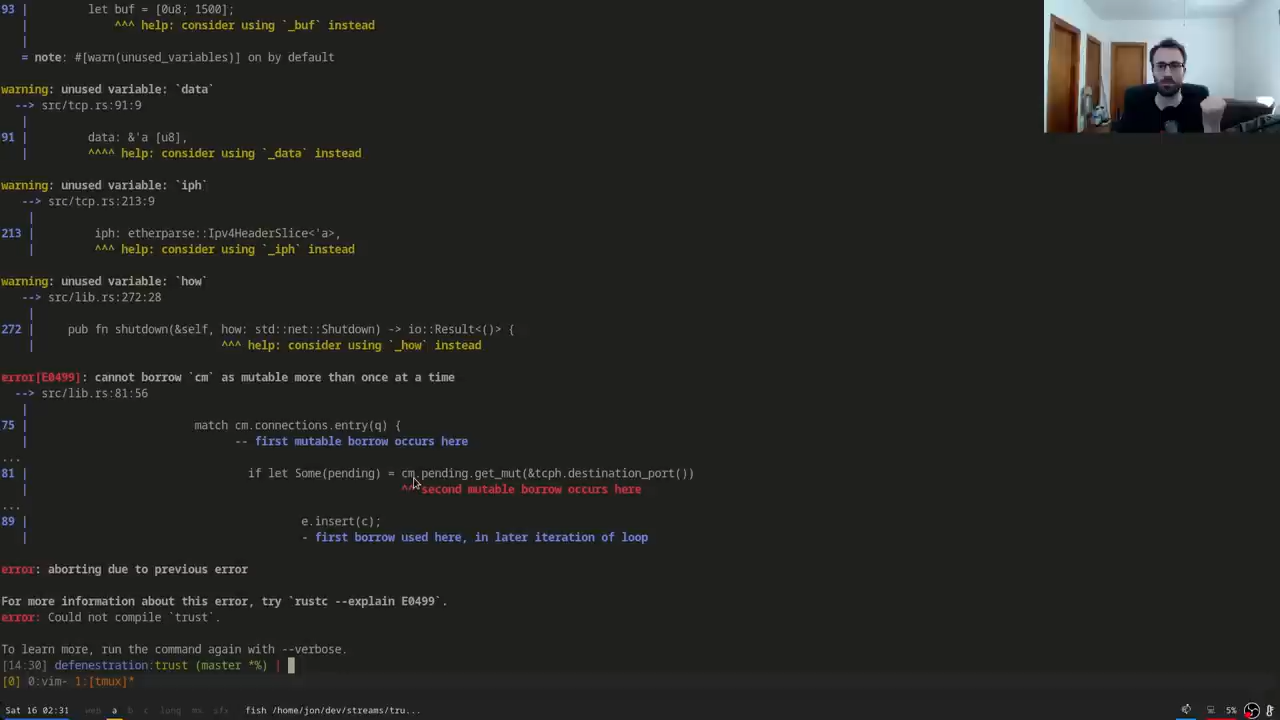 93 |         let buf = [0u8; 1500];
   |             ^^^ help: consider using `_buf` instead
   |
   = note: #[warn(unused_variables)] on by default
warning: unused variable: `data`
  --> src/tcp.rs:91:9
   |
91 |         data: &'a [u8],
   |         ^^^^ help: consider using `_data` instead
warning: unused variable: `iph`
   --> src/tcp.rs:213:9
    |
213 |         iph: etherparse::Ipv4HeaderSlice<'a>,
    |         ^^^ help: consider using `_iph` instead
warning: unused variable: `how`
   --> src/lib.rs:272:28
    |
272 |     pub fn shutdown(&self, how: std::net::Shutdown) -> io::Result<()> {
    |                            ^^^ help: consider using `_how` instead
error[E0499]: cannot borrow `cm` as mutable more than once at a time
  --> src/lib.rs:81:56
   |
75 |                         match cm.connections.entry(q) {
   |                               -- first mutable borrow occurs here
...
81 |                                 if let Some(pending) = cm.pending.get_mut(&tcph.destination_port())
   |                                                        ^^ second mutable borrow occurs here
...
89 |                                         e.insert(c);
   |                                         - first borrow used here, in later iteration of loop
error: aborting due to previous error
For more information about this error, try `rustc --explain E0499`.
error: Could not compile `trust`.
To learn more, run the command again with --verbose.
[14:30] defenestration:trust (master *%) |
[0] 0:vim- 1:[tmux]*
Sat 16 02:31 web a b c lung ms sfx fish /home/jon/dev/streams/tru... 5%